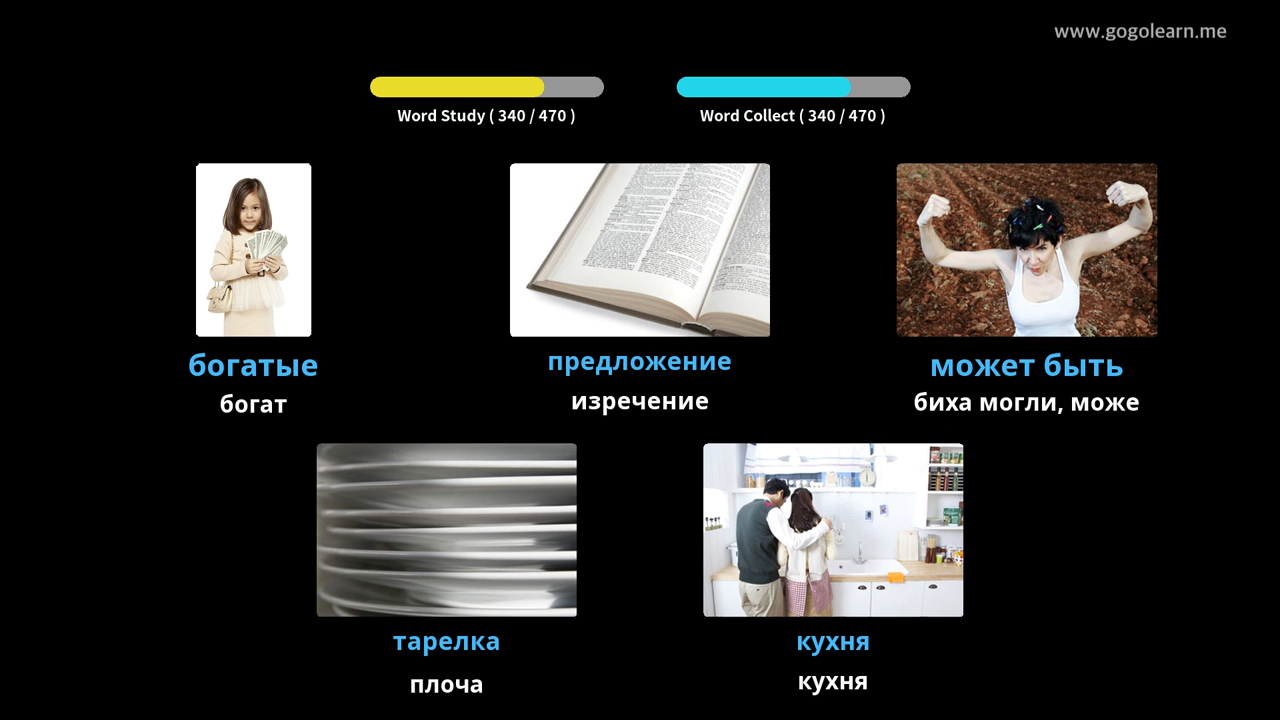 www.gogolearn.me
Word Study ( 340 / 470 )
Word Collect ( 340 / 470 )
богатые
богат
предложение
изречение
может быть
биха могли, може
тарелка
плоча
кухня
кухня